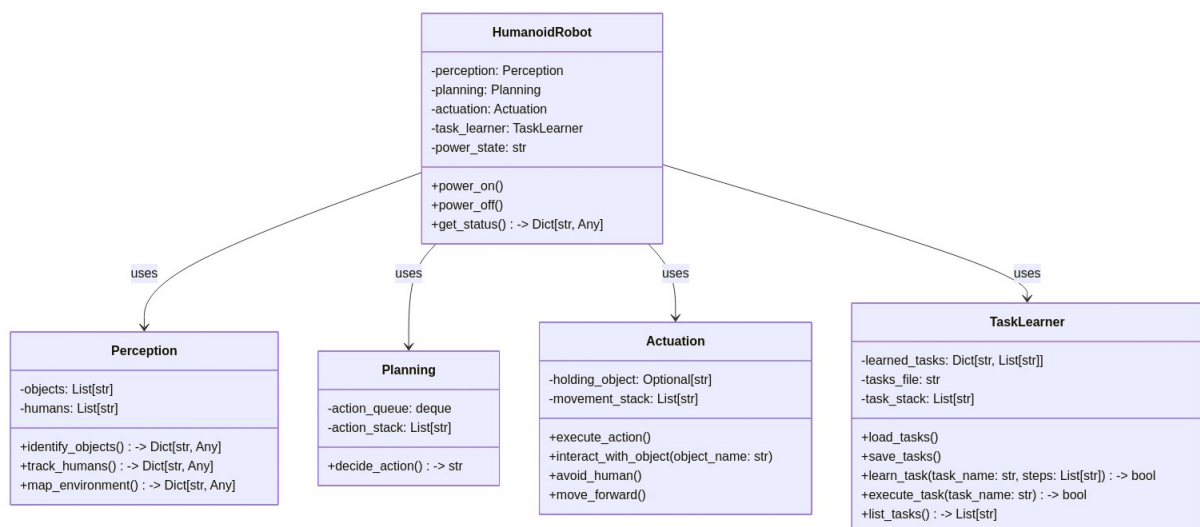 HumanoidRobot
-perception: Perception
-planning: Planning
-actuation: Actuation
-task_learner: TaskLearner
-power_state: str
+power_on()
+power_off()
+get_status() : -> Dict[str, Any]
uses
uses
uses
uses
Perception
-objects: List[str]
-humans: List[str]
+identify_objects() : -> Dict[str, Any]
+track_humans() : -> Dict[str, Any]
+map_environment() : -> Dict[str, Any]
Planning
-action_queue: deque
-action_stack: List[str]
+decide_action() : -> str
Actuation
-holding_object: Optional[str]
-movement_stack: List[str]
+execute_action()
+interact_with_object(object_name: str)
+avoid_human()
+move_forward()
TaskLearner
-learned_tasks: Dict[str, List[str]]
-tasks_file: str
-task_stack: List[str]
+load_tasks()
+save_tasks()
+learn_task(task_name: str, steps: List[str]) : -> bool
+execute_task(task_name: str) : -> bool
+list_tasks() : -> List[str]